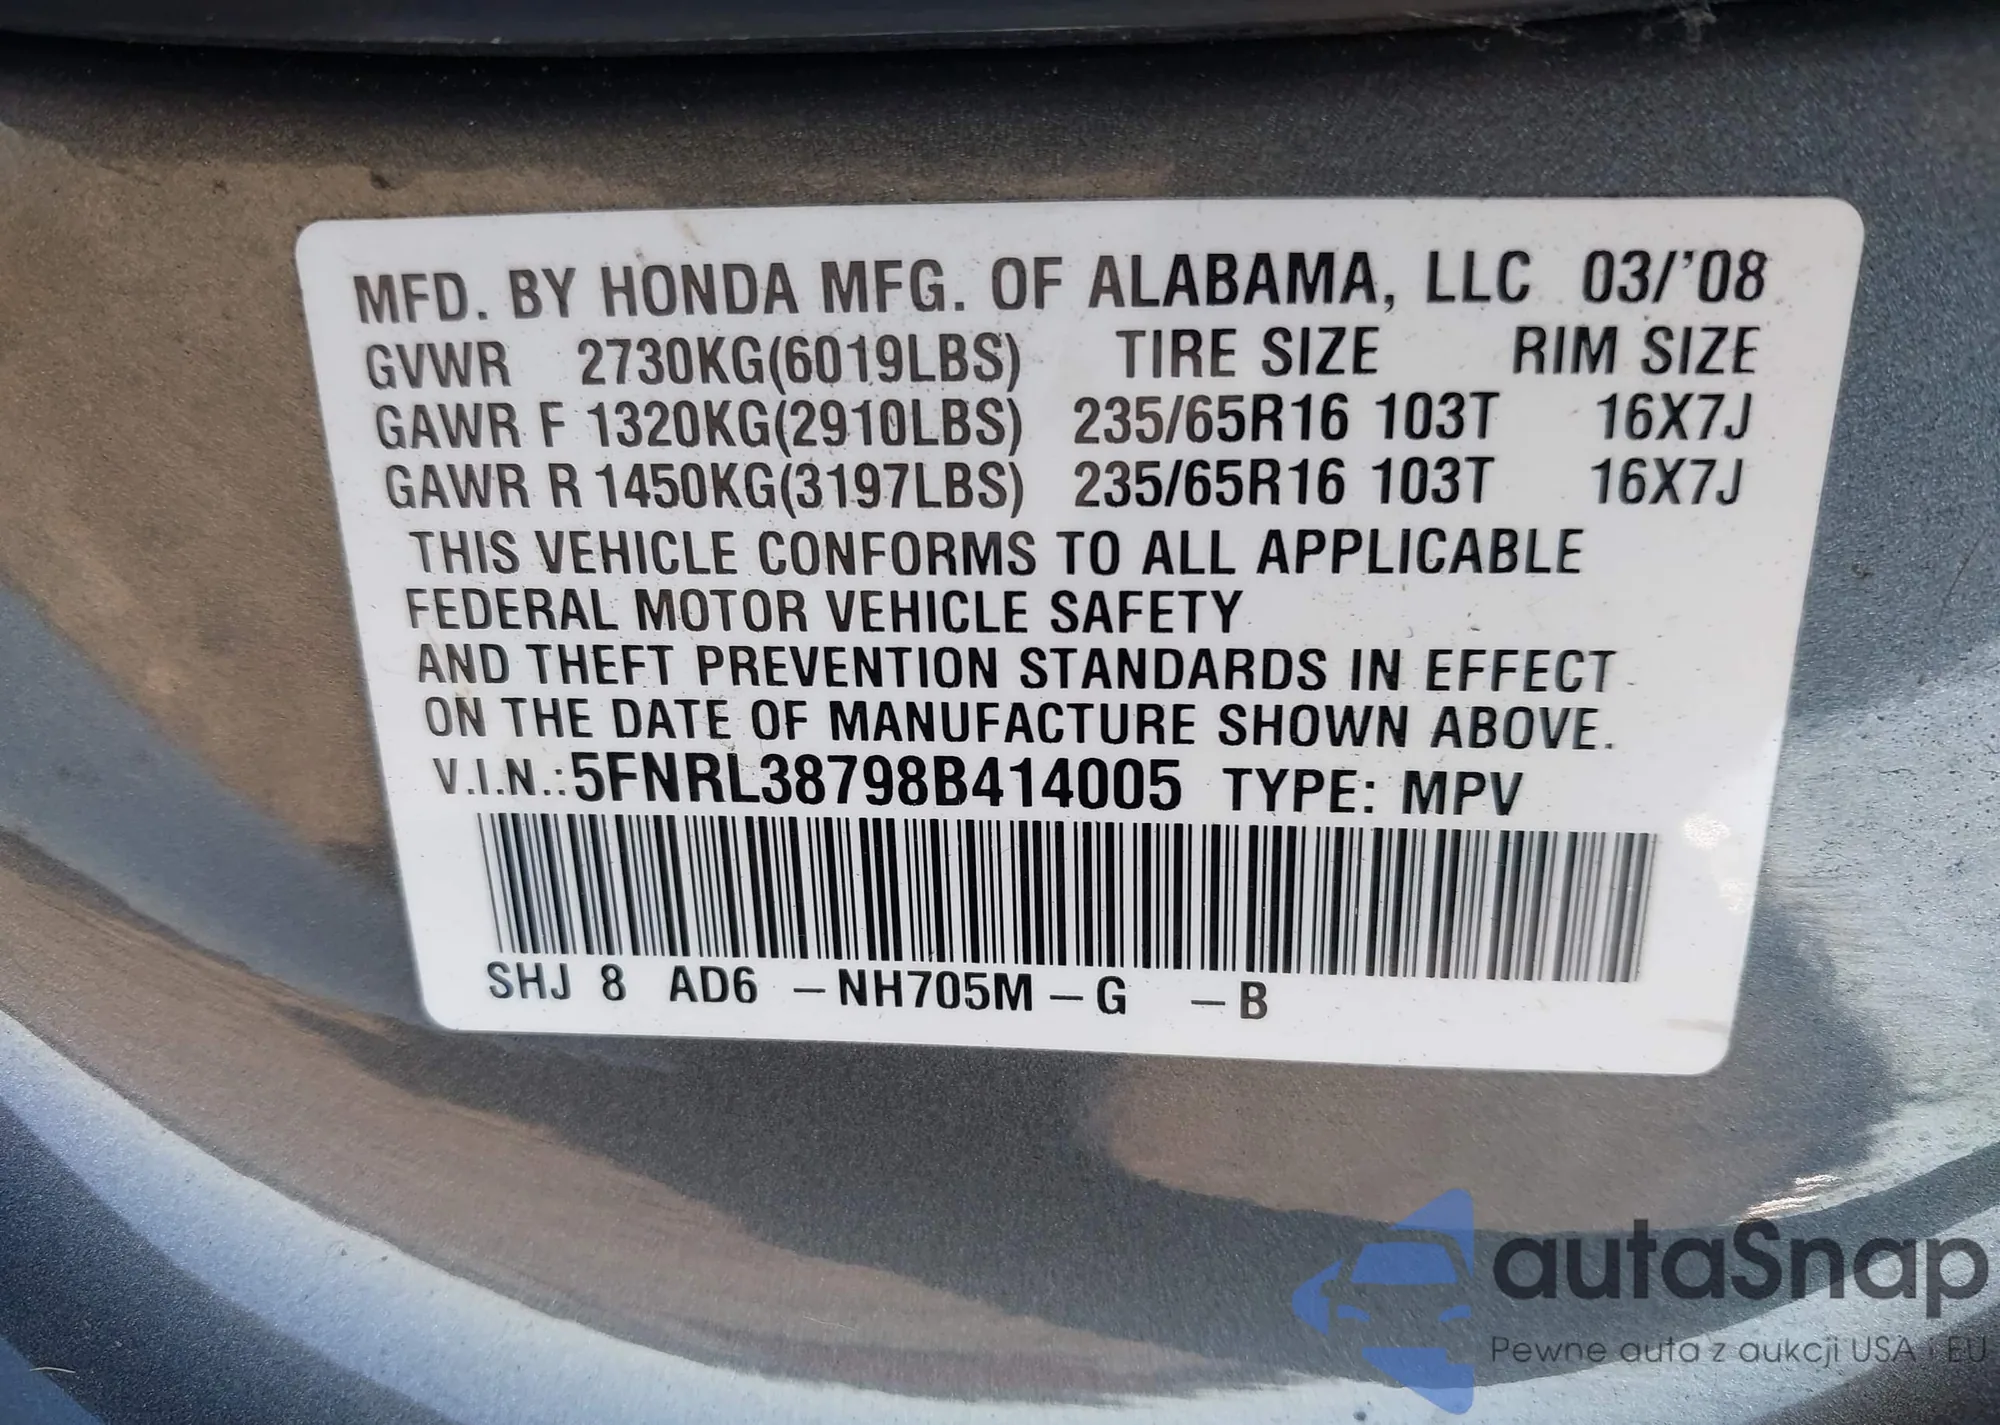 MFD. BY HONDA MFG. OF ALABAMA, LLC 03/'08
GVWR 2730KG(6019LBS) TIRE SIZE RIM SIZE
GAWR F 1320KG(2910LBS) 235/65R16 103T 16X7J
GAWR R 1450KG(3197LBS) 235/65R16 103T 16X7J
THIS VEHICLE CONFORMS TO ALL APPLICABLE
FEDERAL MOTOR VEHICLE SAFETY
AND THEFT PREVENTION STANDARDS IN EFFECT
ON THE DATE OF MANUFACTURE SHOWN ABOVE.
V.I.N.:5FNRL38798B414005 TYPE: MPV
SHJ 8 AD6 –NH705M–G –B
autaSnap
Pewne auta z aukcji USA i EU